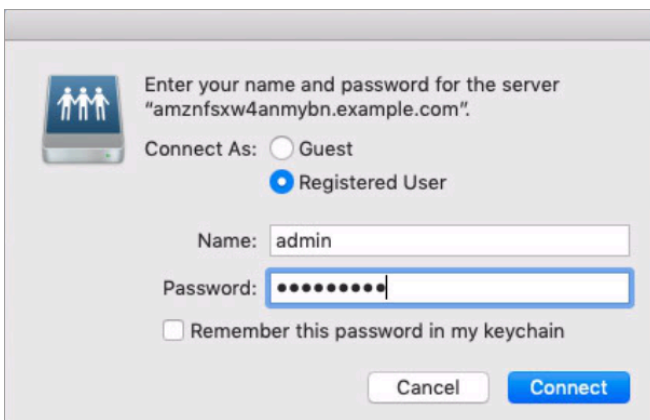 Enter your name and password for the server
“amznfsxw4anmybn.example.com”.
Connect As: Guest
Registered User
Name: admin
Password: •••••••••
Remember this password in my keychain
Cancel Connect